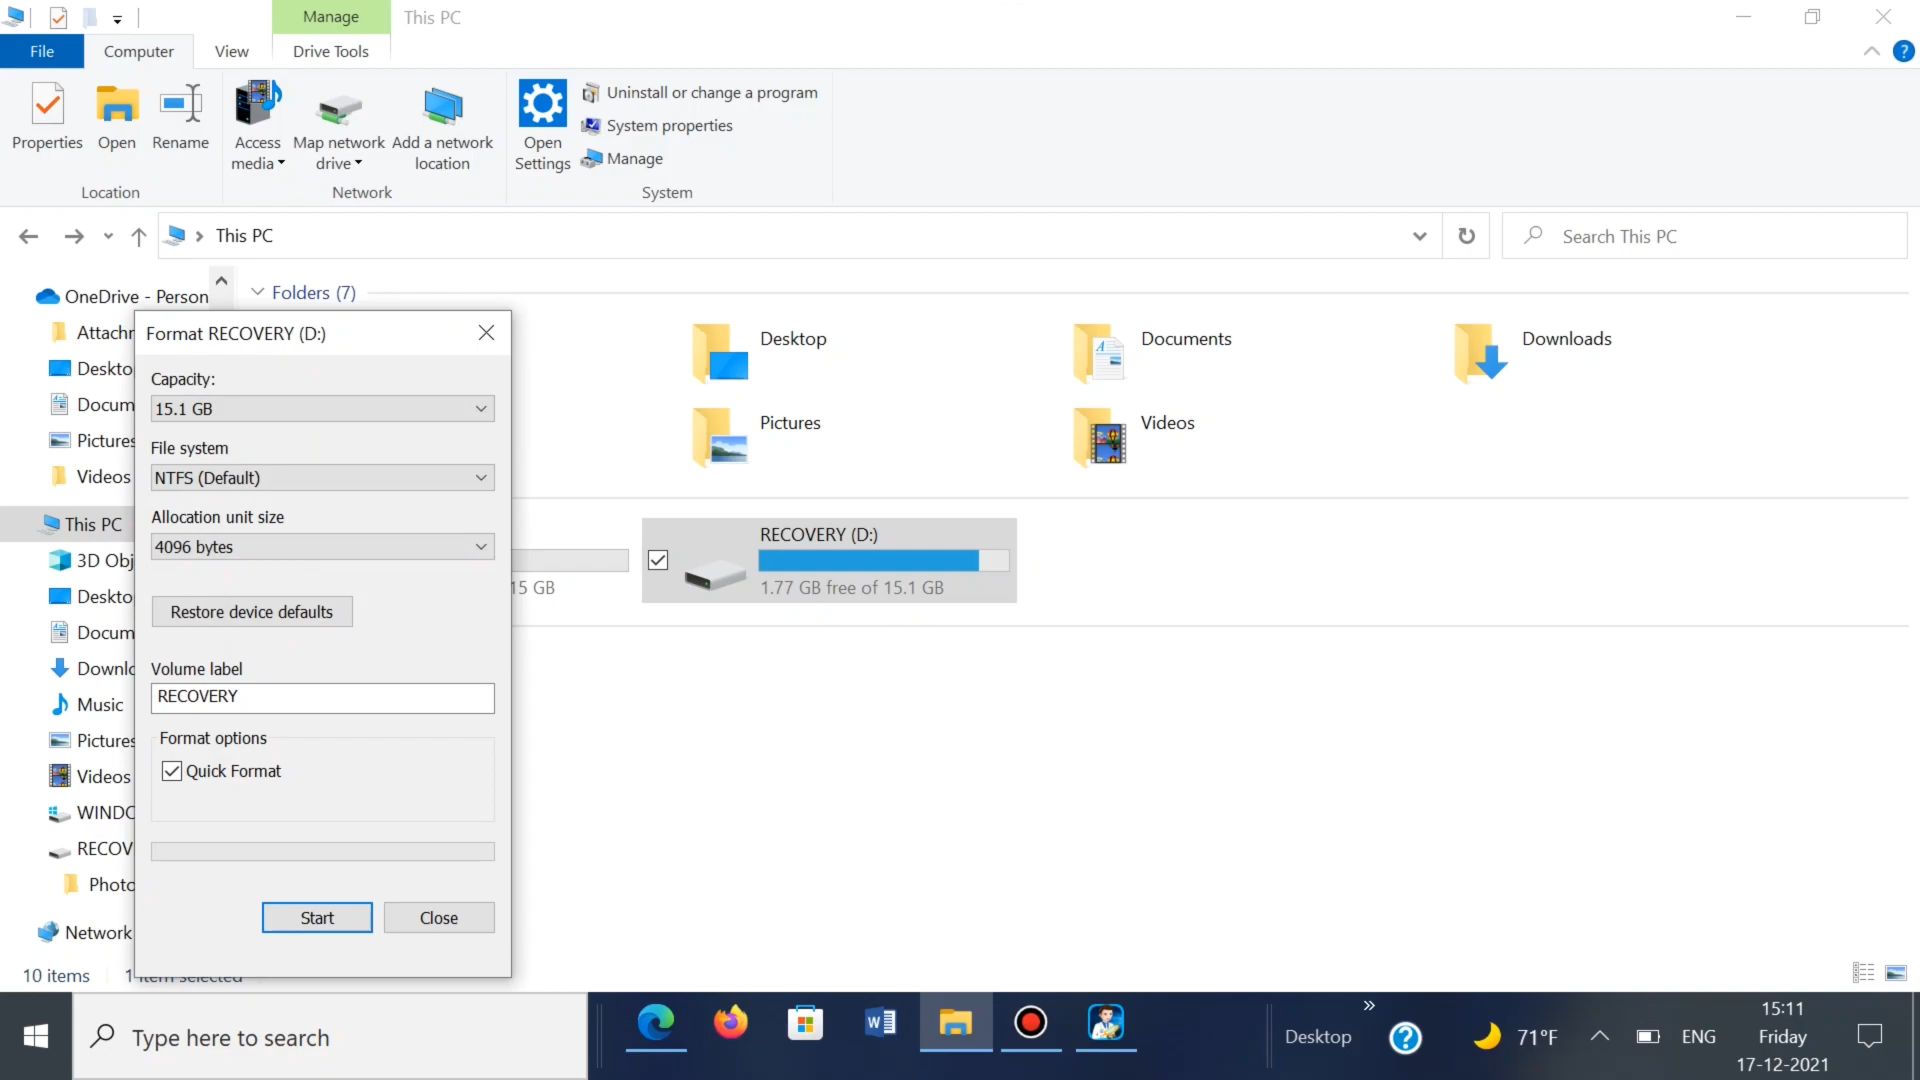 Manage
This PC
File
Computer
View
Drive Tools
Properties
Open
Rename
Access media
Map network drive
Add a network location
Open Settings
Uninstall or change a program
System properties
Manage
Location
Network
System
This PC
Search This PC
OneDrive - Person
Attachr
Deskto
Docum
Pictures
Videos
This PC
3D Obj
Deskto
Docum
Downlo
Music
Pictures
Videos
WINDO
RECOV
Photo
Network
Folders (7)
Desktop
Documents
Downloads
Pictures
Videos
15 GB
RECOVERY (D:)
1.77 GB free of 15.1 GB
Format RECOVERY (D:)
Capacity:
15.1 GB
File system
NTFS (Default)
Allocation unit size
4096 bytes
Restore device defaults
Volume label
RECOVERY
Format options
Quick Format
Start
Close
10 items
1 item selected
Type here to search
Desktop
71°F
ENG
15:11
Friday
17-12-2021